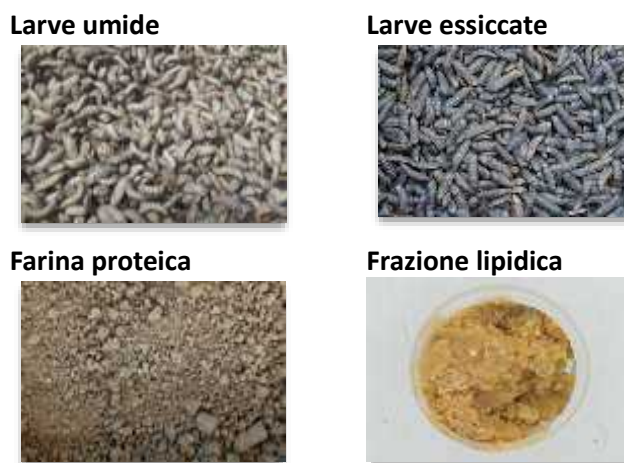 Larve umide
Larve essiccate
Farina proteica
Frazione lipidica